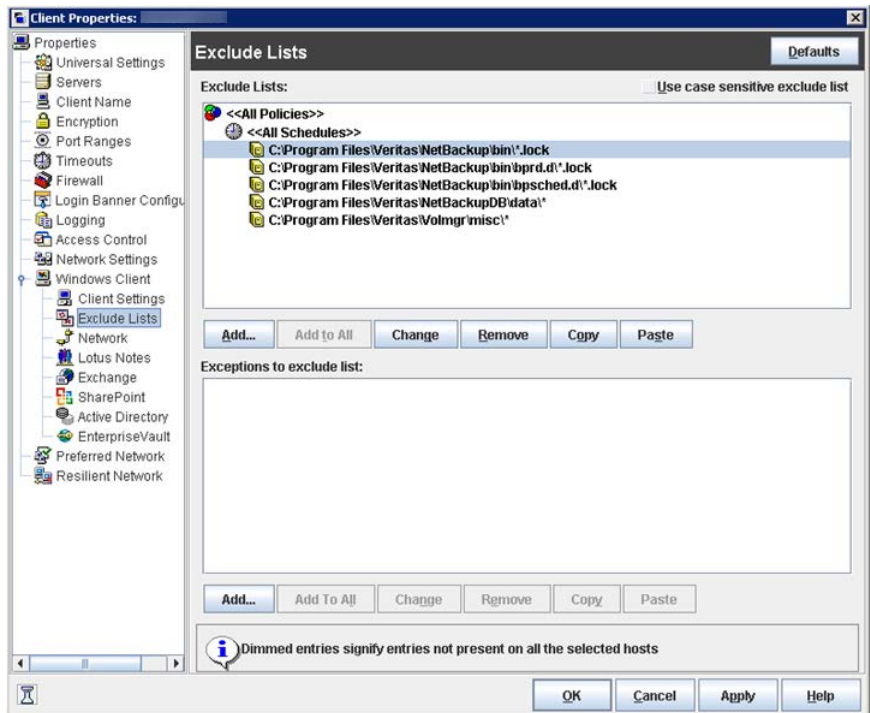 Client Properties:
Properties
Universal Settings
Servers
Client Name
Encryption
Port Ranges
Timeouts
Firewall
Login Banner Configu
Logging
Access Control
Network Settings
Windows Client
Client Settings
Exclude Lists
Network
Lotus Notes
Exchange
SharePoint
Active Directory
EnterpriseVault
Preferred Network
Resilient Network
Exclude Lists
Defaults
Exclude Lists:
Use case sensitive exclude list
<<All Policies>>
<<All Schedules>>
C:\Program Files\Veritas\NetBackup\bin\*.lock
C:\Program Files\Veritas\NetBackup\bin\bprd.d\*.lock
C:\Program Files\Veritas\NetBackup\bin\bpsched.d\*.lock
C:\Program Files\Veritas\NetBackupDB\data\*
C:\Program Files\Veritas\Volmgr\misc\*
Add... Add to All Change Remove Copy Paste
Exceptions to exclude list:
Add... Add To All Change Remove Copy Paste
Dimmed entries signify entries not present on all the selected hosts
OK Cancel Apply Help